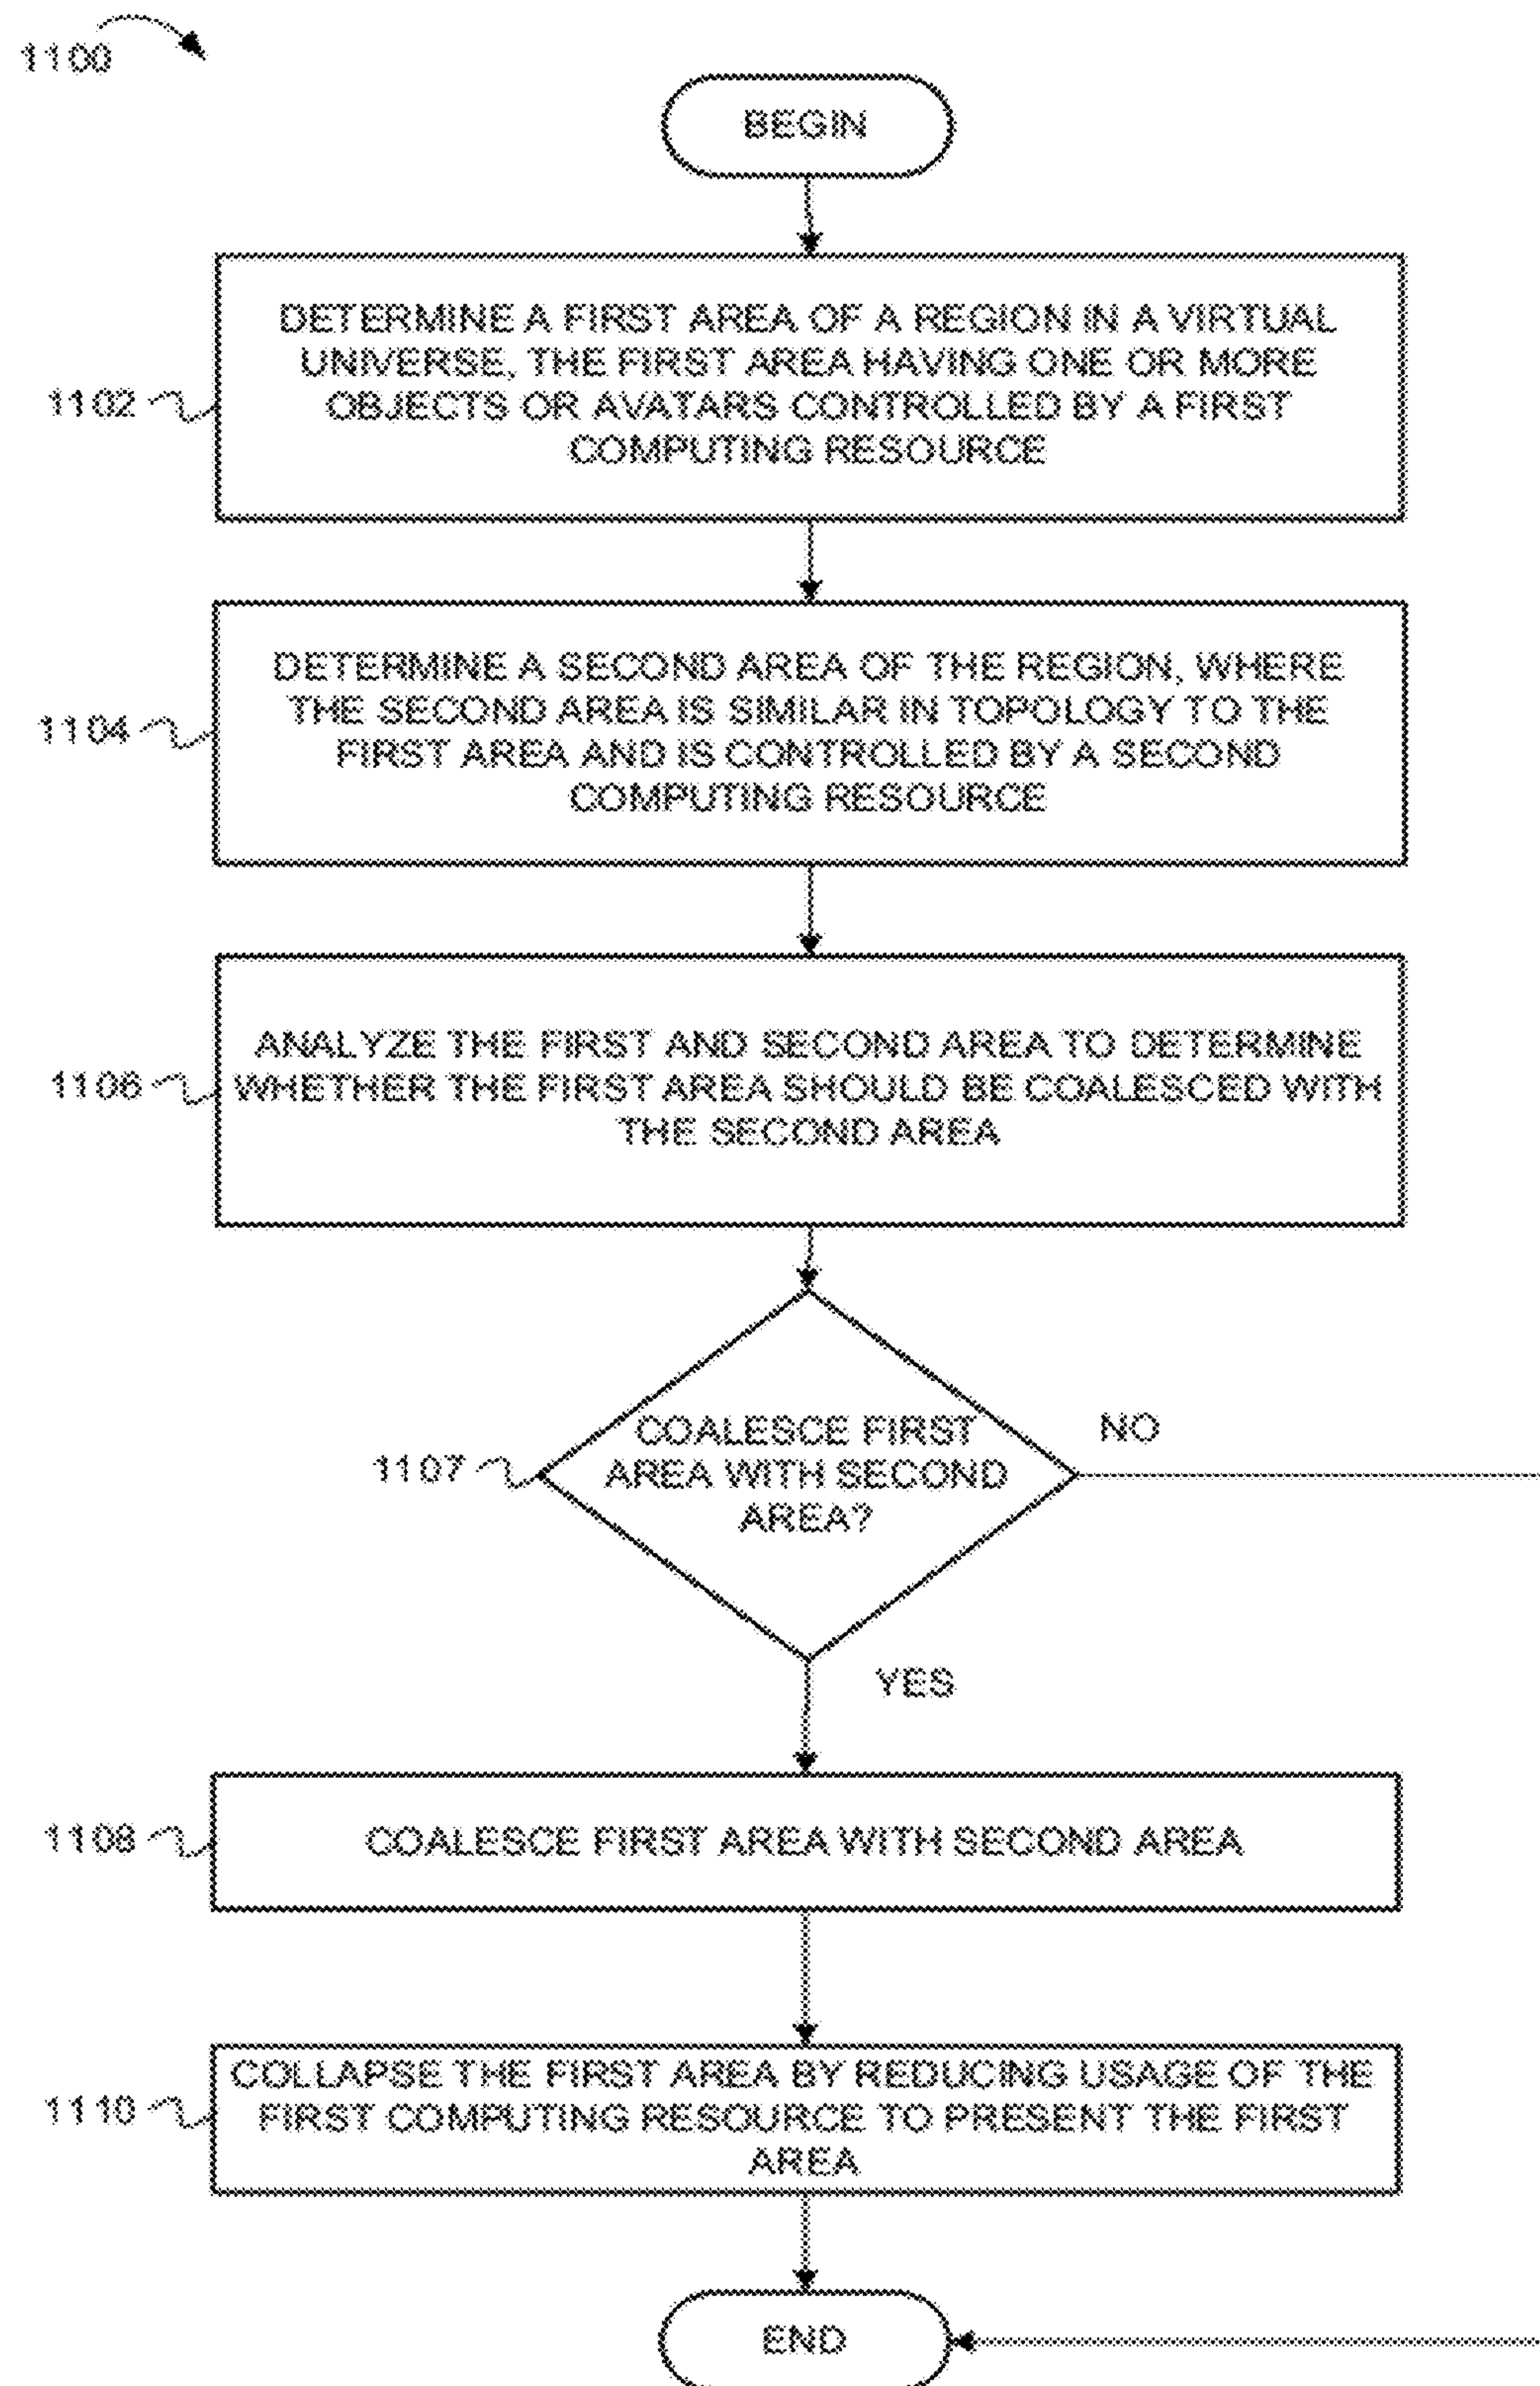 1100
BEGIN
DETERMINE A FIRST AREA OF A REGION IN A VIRTUAL
UNIVERSE, THE FIRST AREA HAVING ONE OR MORE
OBJECTS OR AVATARS CONTROLLED BY A FIRST
COMPUTING RESOURCE
1102
DETERMINE A SECOND AREA OF THE REGION, WHERE
THE SECOND AREA IS SIMILAR IN TOPOLOGY TO THE
FIRST AREA AND IS CONTROLLED BY A SECOND
COMPUTING RESOURCE
1104
ANALYZE THE FIRST AND SECOND AREA TO DETERMINE
WHETHER THE FIRST AREA SHOULD BE COALESCED WITH
THE SECOND AREA
1106
COALESCE FIRST
AREA WITH SECOND
AREA?
1107
NO
YES
1108
COALESCE FIRST AREA WITH SECOND AREA
COLLAPSE THE FIRST AREA BY REDUCING USAGE OF THE
FIRST COMPUTING RESOURCE TO PRESENT THE FIRST
AREA
1110
END